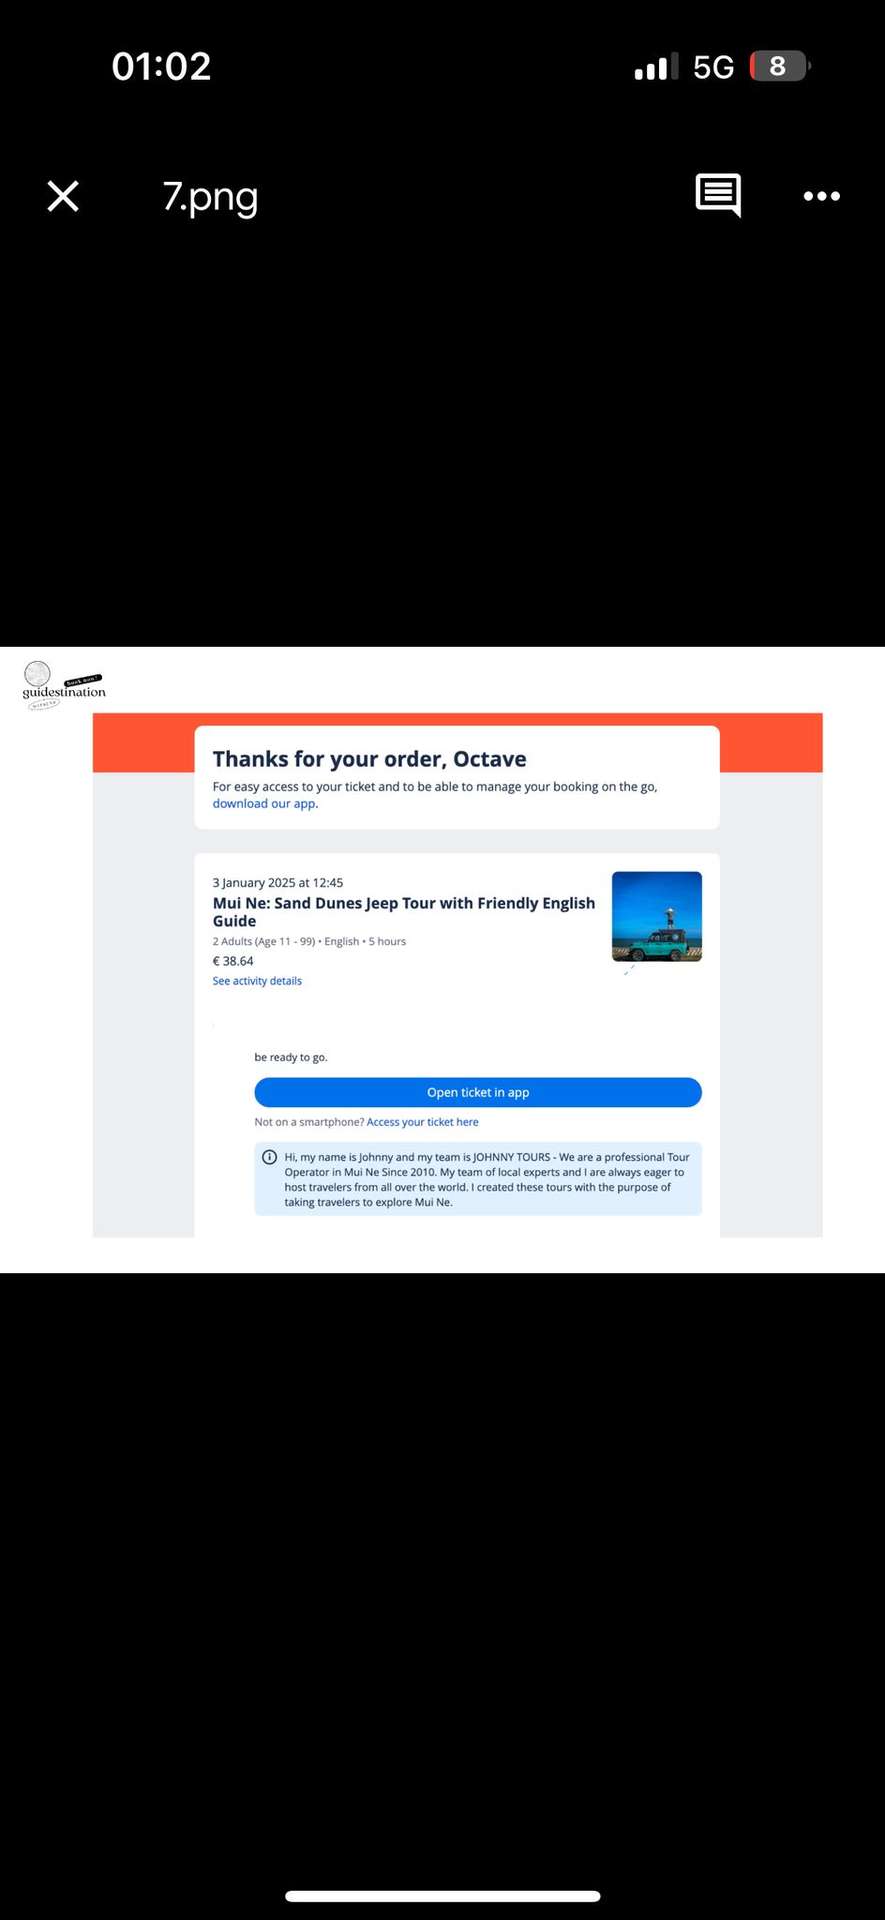 01:02
5G
8
7.png
book now!
guidestination
Thanks for your order, Octave
For easy access to your ticket and to be able to manage your booking on the go,
download our app.
3 January 2025 at 12:45
Mui Ne: Sand Dunes Jeep Tour with Friendly English
Guide
2 Adults (Age 11 - 99) • English • 5 hours
€ 38.64
See activity details
be ready to go.
Open ticket in app
Not on a smartphone? Access your ticket here
Hi, my name is Johnny and my team is JOHNNY TOURS - We are a professional Tour
Operator in Mui Ne Since 2010. My team of local experts and I are always eager to
host travelers from all over the world. I created these tours with the purpose of
taking travelers to explore Mui Ne.